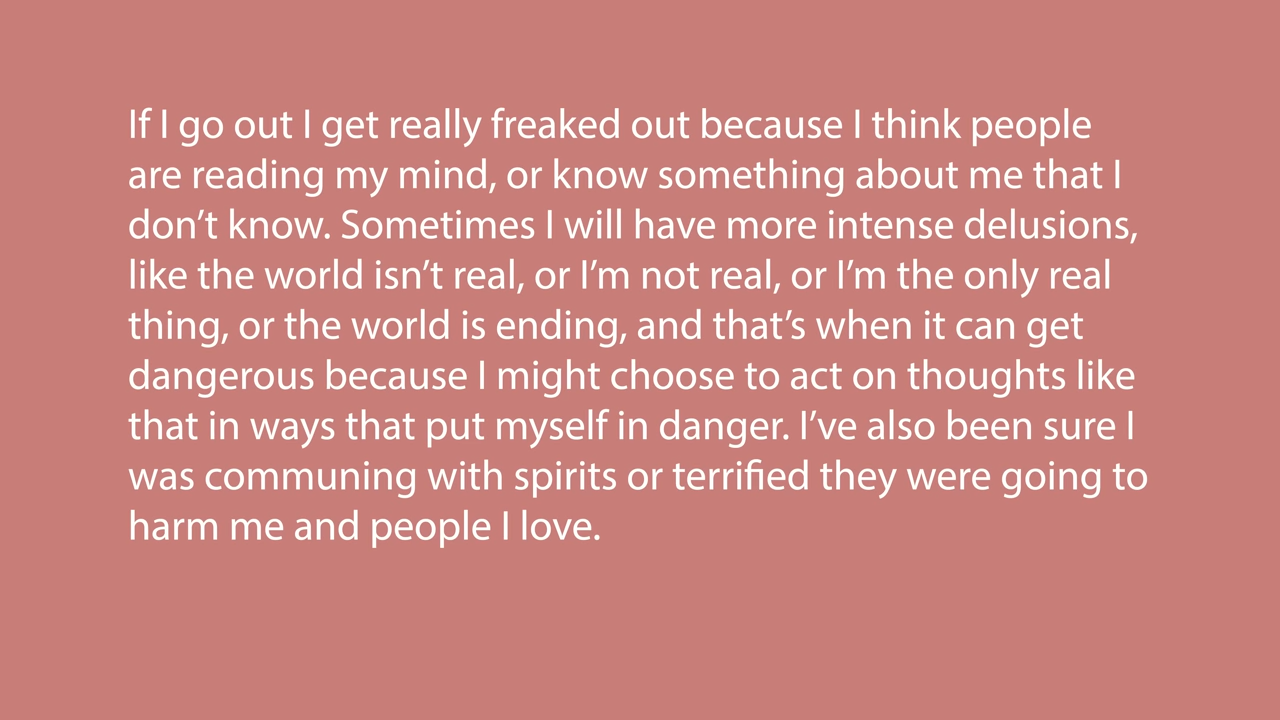 If I go out I get really freaked out because I think people
are reading my mind, or know something about me that I
don’t know. Sometimes I will have more intense delusions,
like the world isn’t real, or I’m not real, or I’m the only real
thing, or the world is ending, and that’s when it can get
dangerous because I might choose to act on thoughts like
that in ways that put myself in danger. I’ve also been sure I
was communing with spirits or terrified they were going to
harm me and people I love.